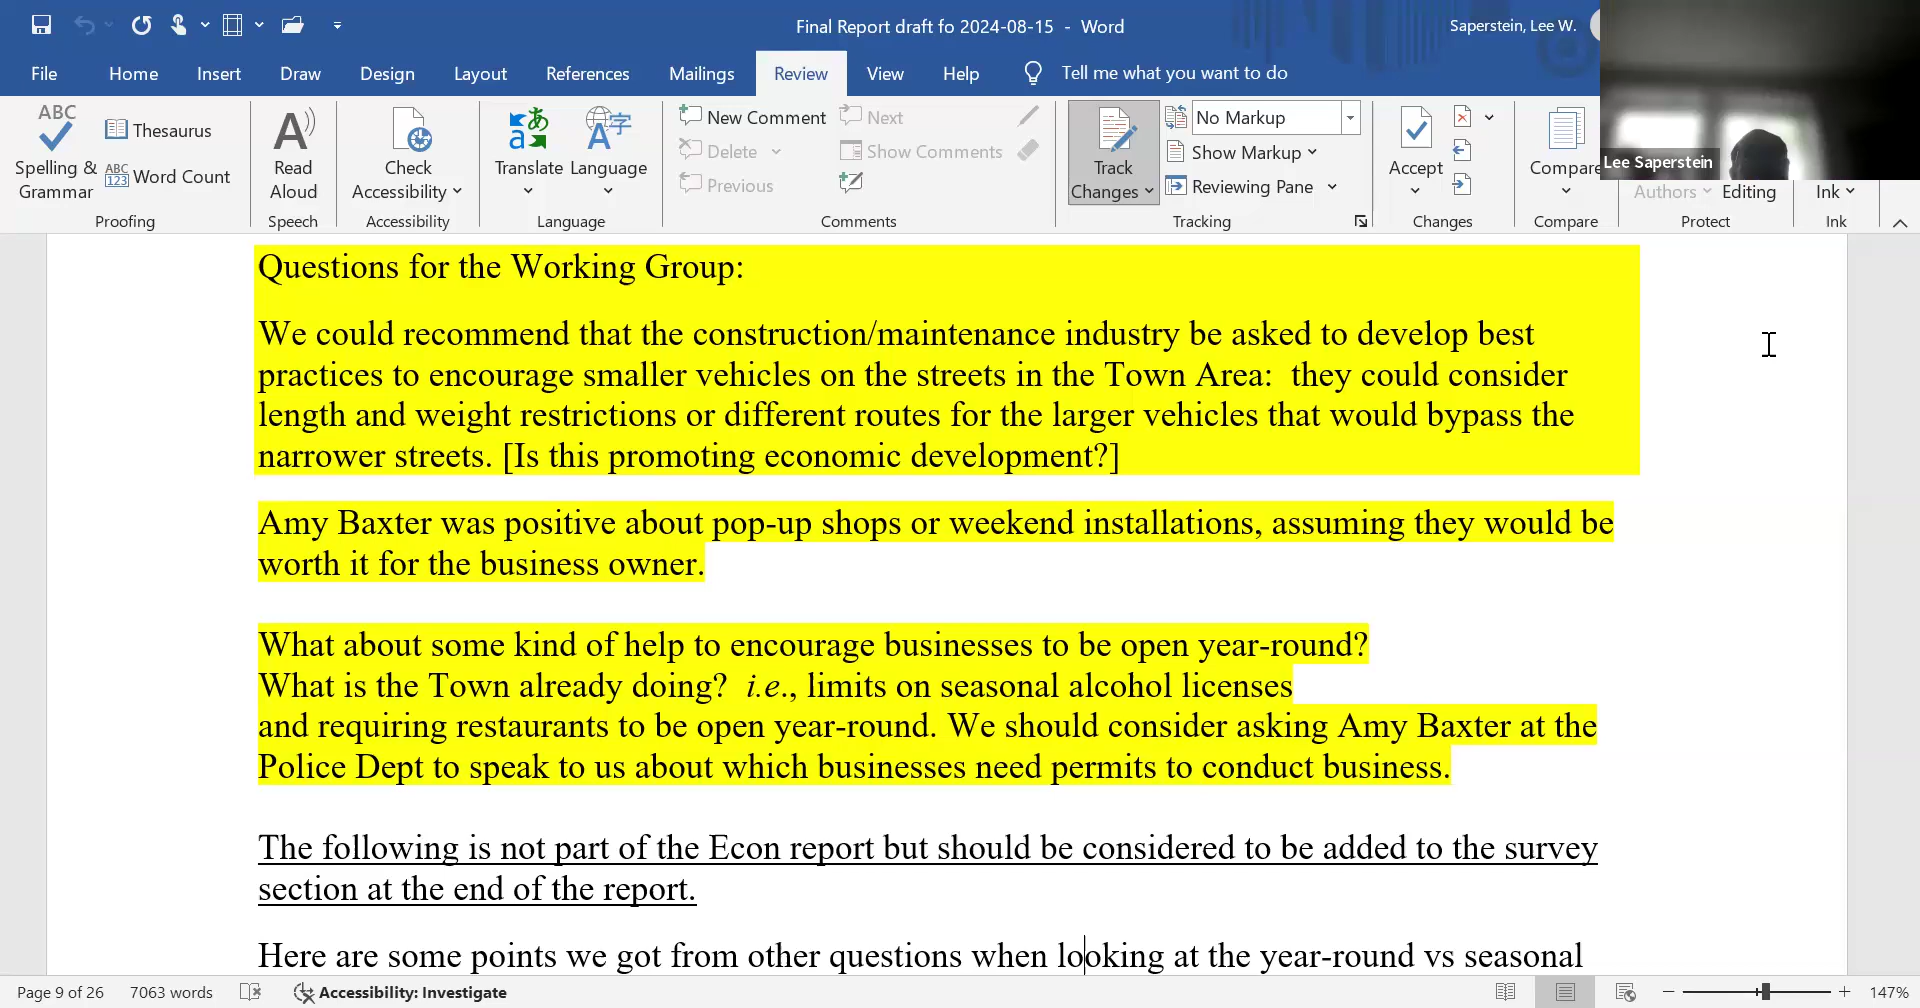 Final Report draft fo 2024-08-15 - Word
Saperstein, Lee W.
File Home Insert Draw Design Layout References Mailings Review View Help Tell me what you want to do
ABC
Spelling & Grammar
Thesaurus
ABC 123 Word Count
Proofing
A
Read Aloud
Speech
Check Accessibility
Accessibility
あ
Translate
A字
Language
Language
New Comment
Delete
Previous
Next
Show Comments
Comments
Track Changes
No Markup
Show Markup
Reviewing Pane
Tracking
Accept
Changes
Compare
Compare
Authors
Editing
Protect
Ink
Ink
Lee Saperstein
Questions for the Working Group:
We could recommend that the construction/maintenance industry be asked to develop best
practices to encourage smaller vehicles on the streets in the Town Area:  they could consider
length and weight restrictions or different routes for the larger vehicles that would bypass the
narrower streets. [Is this promoting economic development?]
Amy Baxter was positive about pop-up shops or weekend installations, assuming they would be
worth it for the business owner.
What about some kind of help to encourage businesses to be open year-round?
What is the Town already doing?  i.e., limits on seasonal alcohol licenses
and requiring restaurants to be open year-round. We should consider asking Amy Baxter at the
Police Dept to speak to us about which businesses need permits to conduct business.
The following is not part of the Econ report but should be considered to be added to the survey
section at the end of the report.
Here are some points we got from other questions when looking at the year-round vs seasonal
Page 9 of 26 7063 words Accessibility: Investigate 147%